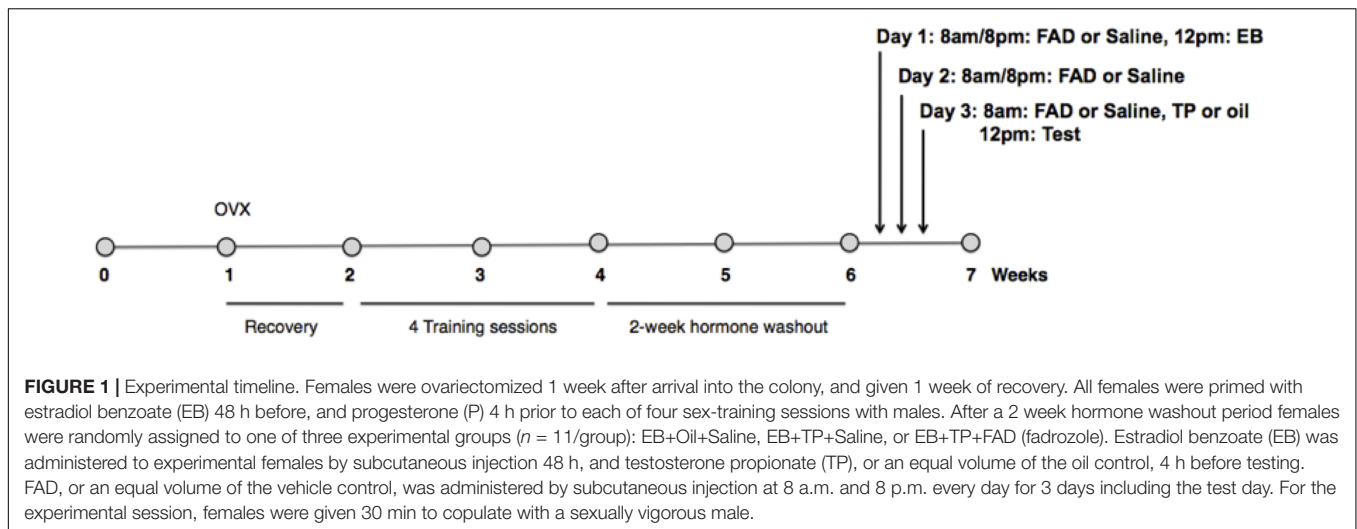 Day 1: 8am/8pm: FAD or Saline, 12pm: EB
Day 2: 8am/8pm: FAD or Saline
Day 3: 8am: FAD or Saline, TP or oil
12pm: Test
OVX
0 1 2 3 4 5 6 7 Weeks
Recovery 4 Training sessions 2-week hormone washout
FIGURE 1 | Experimental timeline. Females were ovariectomized 1 week after arrival into the colony, and given 1 week of recovery. All females were primed with
estradiol benzoate (EB) 48 h before, and progesterone (P) 4 h prior to each of four sex-training sessions with males. After a 2 week hormone washout period females
were randomly assigned to one of three experimental groups (n = 11/group): EB+Oil+Saline, EB+TP+Saline, or EB+TP+FAD (fadrozole). Estradiol benzoate (EB) was
administered to experimental females by subcutaneous injection 48 h, and testosterone propionate (TP), or an equal volume of the oil control, 4 h before testing.
FAD, or an equal volume of the vehicle control, was administered by subcutaneous injection at 8 a.m. and 8 p.m. every day for 3 days including the test day. For the
experimental session, females were given 30 min to copulate with a sexually vigorous male.